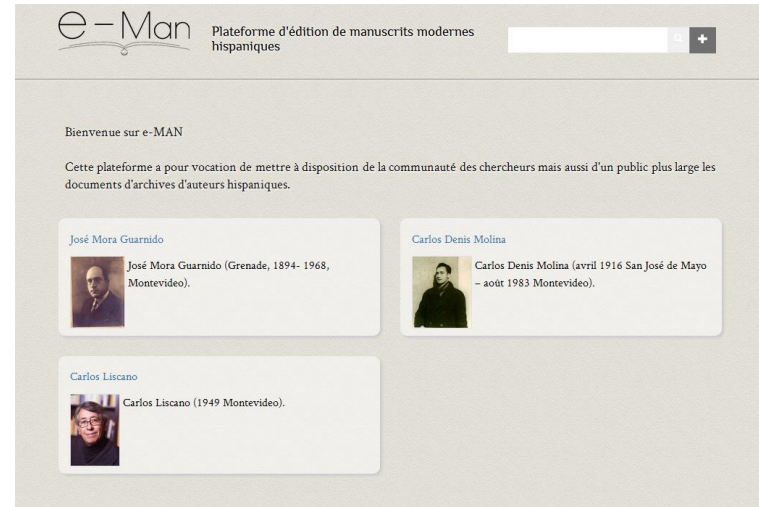 e-Man
Plateforme d'édition de manuscrits modernes
hispaniques
Bienvenue sur e-MAN
Cette plateforme a pour vocation de mettre à disposition de la communauté des chercheurs mais aussi d'un public plus large les
documents d'archives d'auteurs hispaniques.
José Mora Guarnido
José Mora Guarnido (Grenade, 1894- 1968,
Montevideo).
Carlos Denis Molina
Carlos Denis Molina (avril 1916 San José de Mayo
– août 1983 Montevideo).
Carlos Liscano
Carlos Liscano (1949 Montevideo).